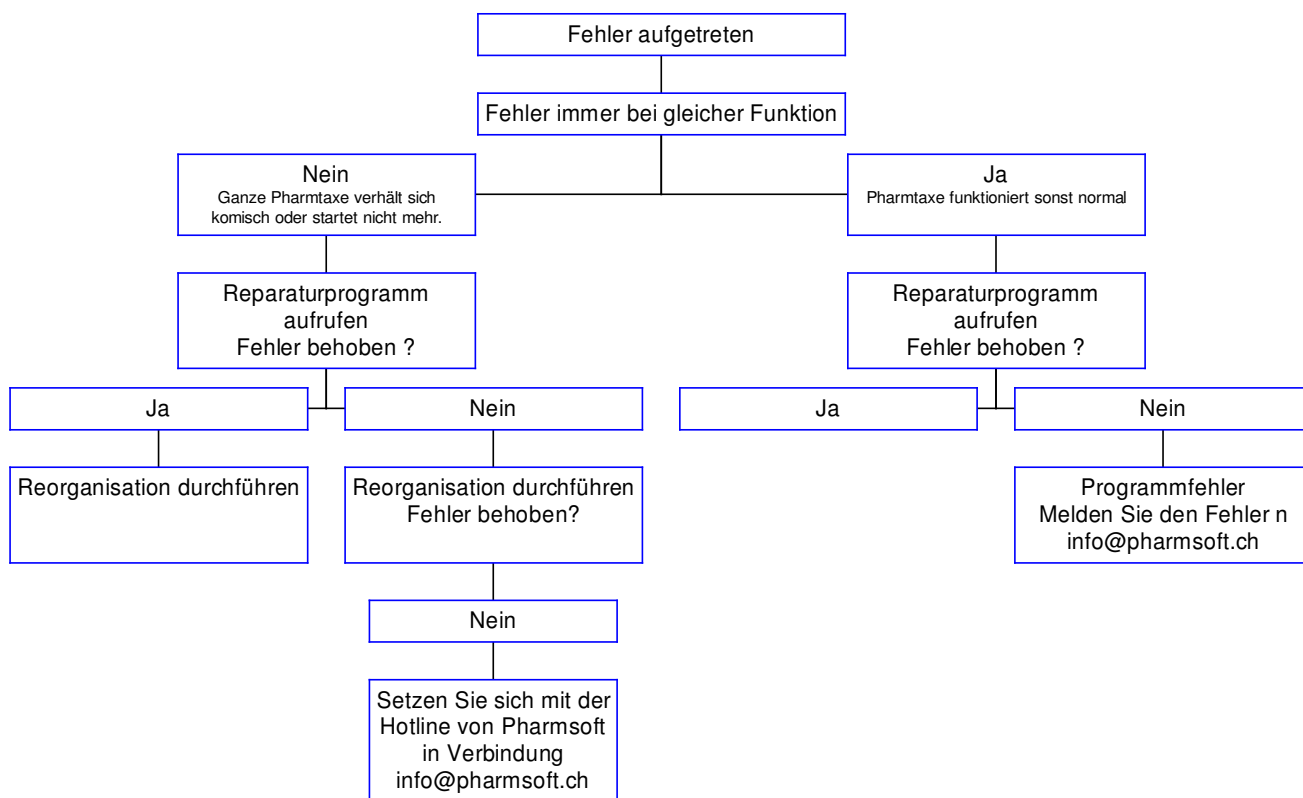 Fehler aufgetreten
Fehler immer bei gleicher Funktion
Nein
Ganze Pharmtaxe verhält sich
komisch oder startet nicht mehr.
Ja
Pharmtaxe funktioniert sonst normal
Reparaturprogramm
aufrufen
Fehler behoben ?
Reparaturprogramm
aufrufen
Fehler behoben ?
Ja
Nein
Ja
Nein
Reorganisation durchführen
Reorganisation durchführen
Fehler behoben?
Programmfehler
Melden Sie den Fehler n
info@pharmsoft.ch
Nein
Setzen Sie sich mit der
Hotline von Pharmsoft
in Verbindung
info@pharmsoft.ch